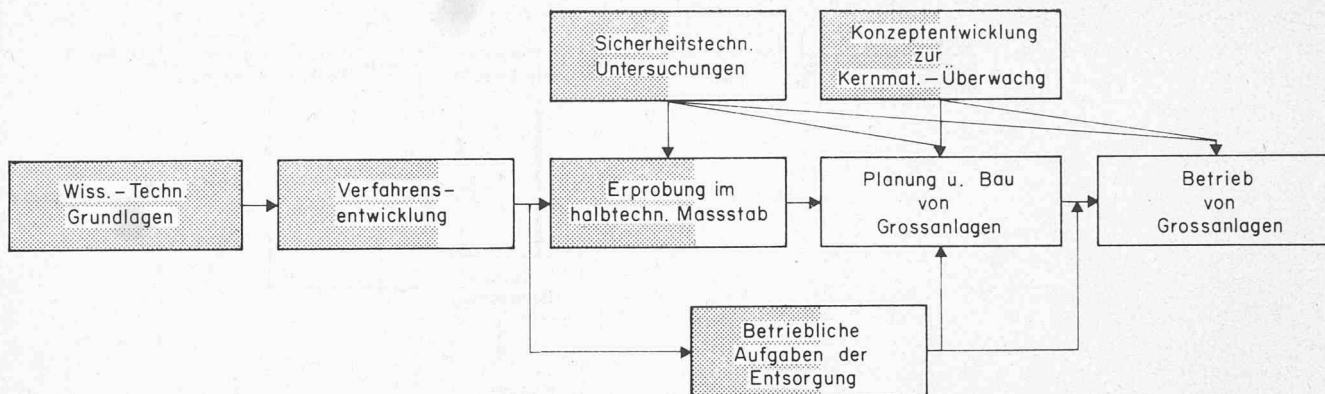 Sicherheitstechn.
Untersuchungen
Konzeptentwicklung
zur
Kernmat.–Überwachg
Wiss.–Techn.
Grundlagen
Verfahrens-
entwicklung
Erprobung im
halbtechn. Massstab
Planung u. Bau
von
Grossanlagen
Betrieb
von
Grossanlagen
Betriebliche
Aufgaben der
Entsorgung